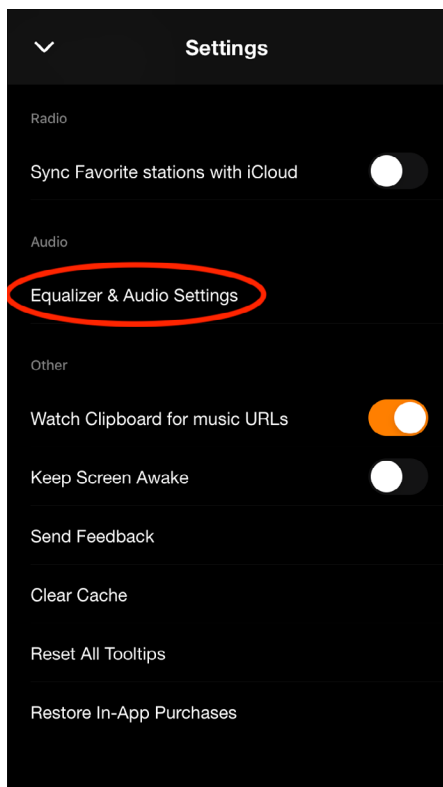 Settings
Radio
Sync Favorite stations with iCloud
Audio
Equalizer & Audio Settings
Other
Watch Clipboard for music URLs
Keep Screen Awake
Send Feedback
Clear Cache
Reset All Tooltips
Restore In-App Purchases